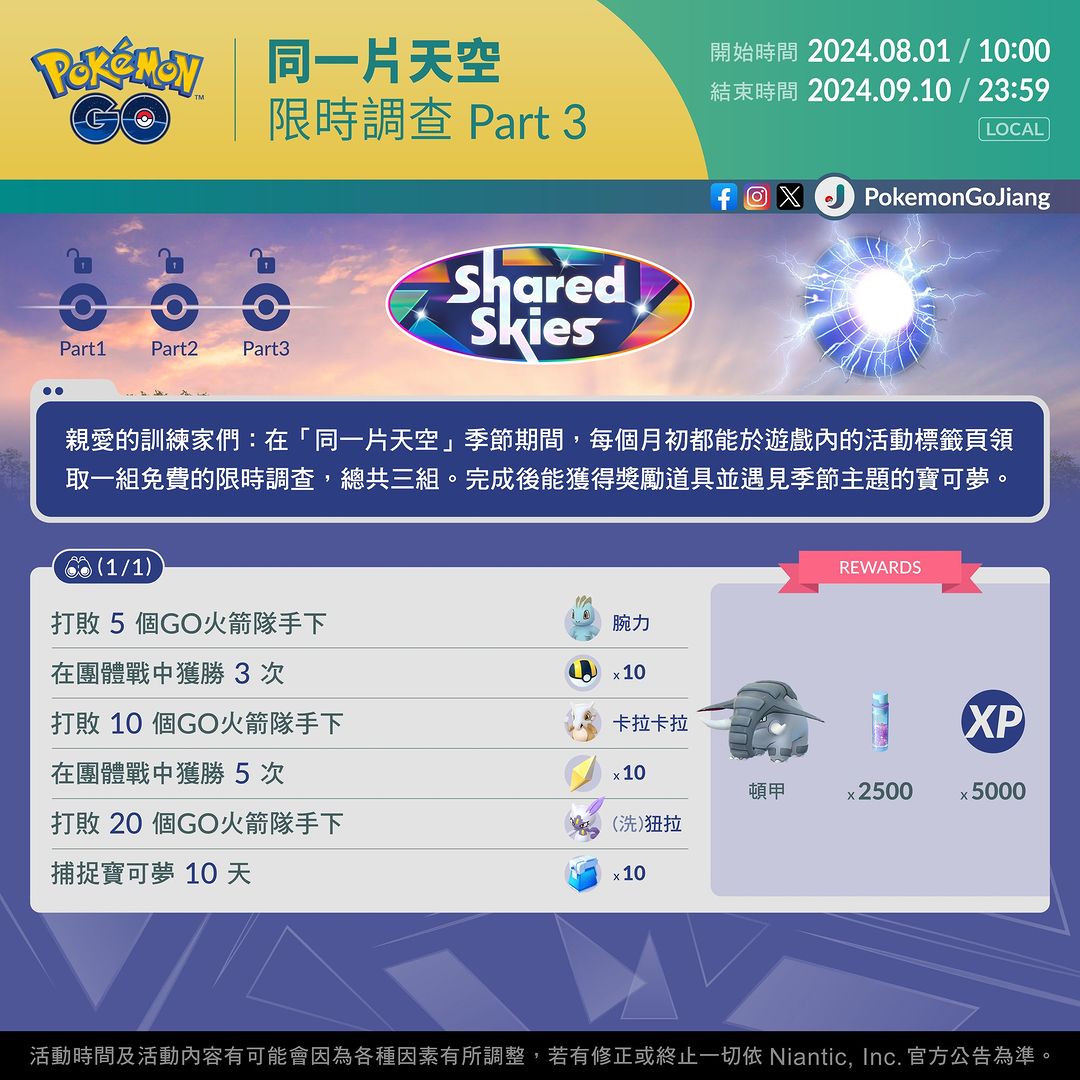 POKéMON GO TM
同一片天空
限時調查 Part 3
開始時間 2024.08.01 / 10:00
結束時間 2024.09.10 / 23:59
LOCAL
PokemonGoJiang
Part1 Part2 Part3
Shared
Skies
親愛的訓練家們：在「同一片天空」季節期間，每個月初都能於遊戲內的活動標籤頁領
取一組免費的限時調查，總共三組。完成後能獲得獎勵道具並遇見季節主題的寶可夢。
(1/1)
打敗 5 個GO火箭隊手下 腕力
在團體戰中獲勝 3 次 x10
打敗 10 個GO火箭隊手下 卡拉卡拉
在團體戰中獲勝 5 次 x10
打敗 20 個GO火箭隊手下 (洗)狃拉
捕捉寶可夢 10 天 x10
REWARDS
XP
頓甲 x2500 x5000
活動時間及活動內容有可能會因為各種因素有所調整，若有修正或終止一切依 Niantic, Inc. 官方公告為準。